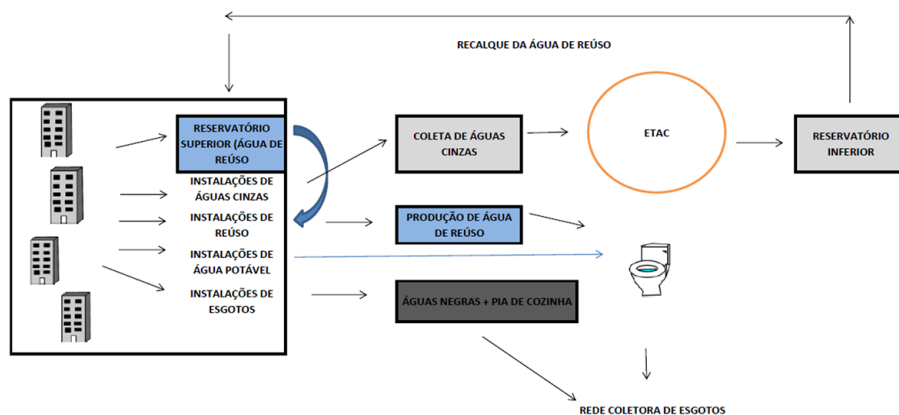 RECALQUE DA ÁGUA DE REÚSO
RESERVATÓRIO
SUPERIOR (ÁGUA DE
REÚSO
INSTALAÇÕES DE
ÁGUAS CINZAS
INSTALAÇÕES DE
REÚSO
INSTALAÇÕES DE
ÁGUA POTÁVEL
INSTALAÇÕES DE
ESGOTOS
COLETA DE ÁGUAS
CINZAS
ETAC
RESERVATÓRIO
INFERIOR
PRODUÇÃO DE ÁGUA
DE REÚSO
ÁGUAS NEGRAS + PIA DE COZINHA
REDE COLETORA DE ESGOTOS